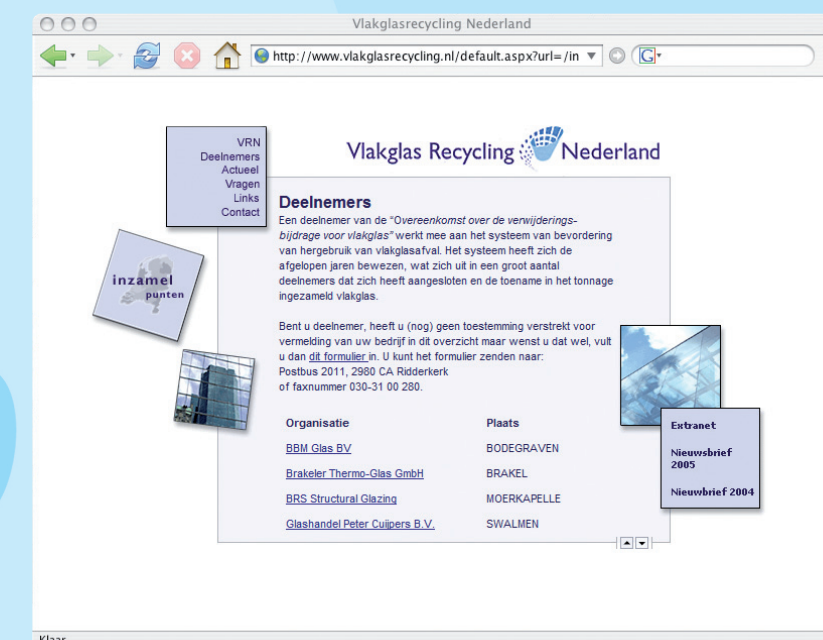 Vlakglasrecycling Nederland
http://www.vlakglasrecycling.nl/default.aspx?url=/in
G
VRN
Deelnemers
Actueel
Vragen
Links
Contact
Vlakglas Recycling Nederland
inzamel
punten
Deelnemers
Een deelnemer van de "Overeenkomst over de verwijderings-
bijdrage voor vlakglas" werkt mee aan het systeem van bevordering
van hergebruik van vlakglasafval. Het systeem heeft zich de
afgelopen jaren bewezen, wat zich uit in een groot aantal
deelnemers dat zich heeft aangesloten en de toename in het tonnage
ingezameld vlakglas.
Bent u deelnemer, heeft u (nog) geen toestemming verstrekt voor
vermelding van uw bedrijf in dit overzicht maar wenst u dat wel, vult
u dan dit formulier in. U kunt het formulier zenden naar:
Postbus 2011, 2980 CA Ridderkerk
of faxnummer 030-31 00 280.
Organisatie Plaats
BBM Glas BV BODEGRAVEN
Brakeler Thermo-Glas GmbH BRAKEL
BRS Structural Glazing MOERKAPELLE
Glashandel Peter Cuijpers B.V. SWALMEN
Extranet
Nieuwsbrief
2005
Nieuwbrief 2004
Klaar